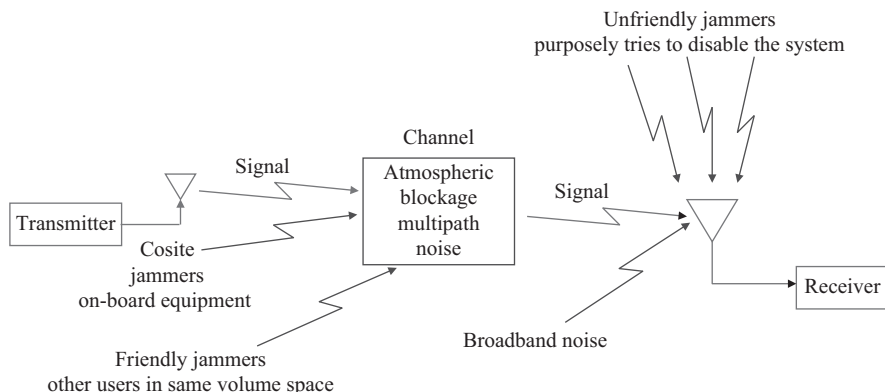 Unfriendly jammers
purposely tries to disable the system
Channel
Signal
Atmospheric
blockage
multipath
noise
Signal
Transmitter
Cosite
jammers
on-board equipment
Receiver
Broadband noise
Friendly jammers
other users in same volume space